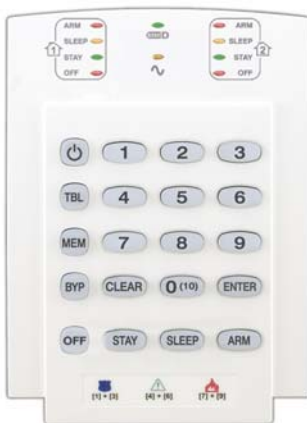 ARM
SLEEP
STAY
OFF
1
ARM
SLEEP
STAY
OFF
2
1 2 3
TBL 4 5 6
MEM 7 8 9
BYP CLEAR 0 (10) ENTER
OFF STAY SLEEP ARM
[1] + [3] [4] + [6] [7] + [9]